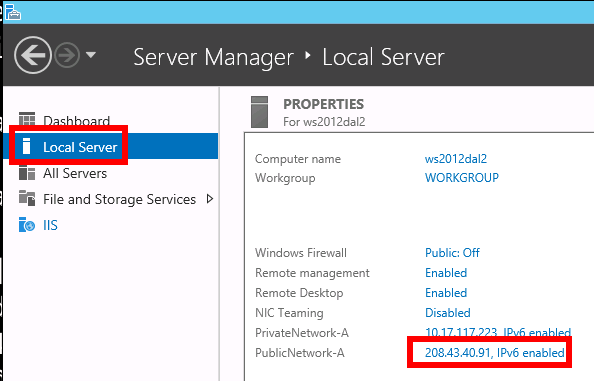 Server Manager ‣ Local Server
Dashboard
Local Server
All Servers
File and Storage Services
IIS
PROPERTIES
For ws2012dal2
Computer name ws2012dal2
Workgroup WORKGROUP
Windows Firewall Public: Off
Remote management Enabled
Remote Desktop Enabled
NIC Teaming Disabled
PrivateNetwork-A 10.17.117.223, IPv6 enabled
PublicNetwork-A 208.43.40.91, IPv6 enabled